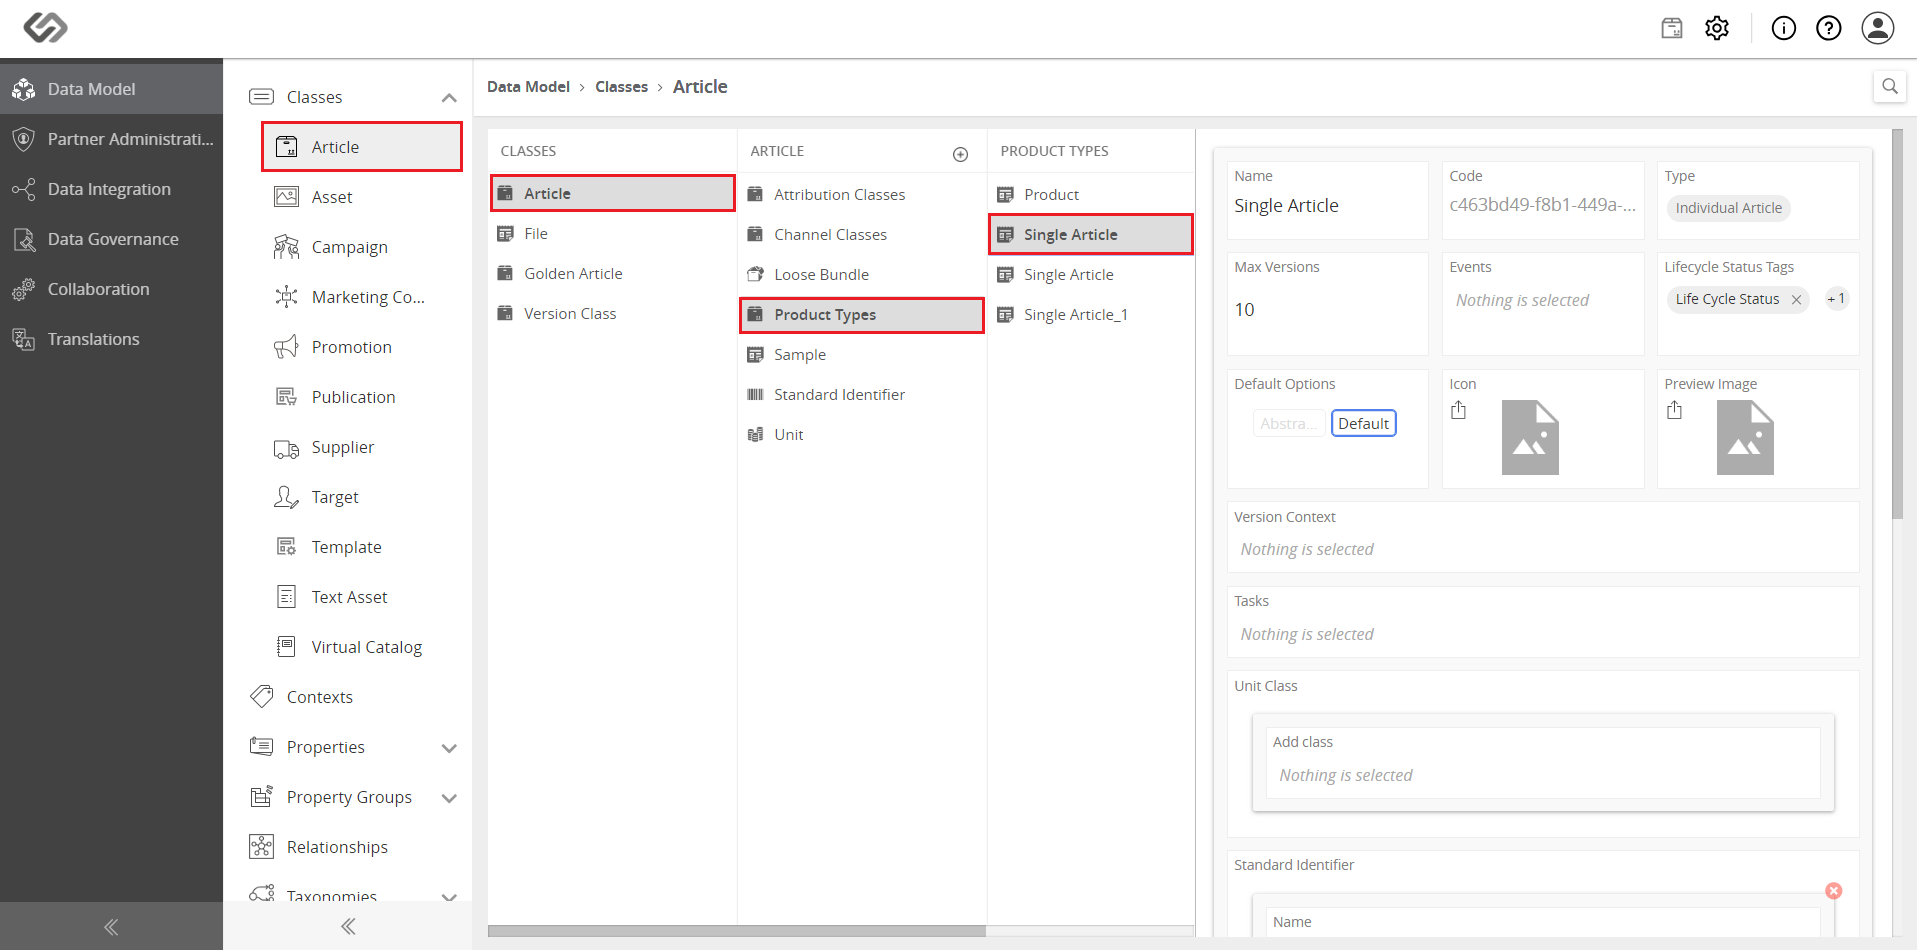 Data Model
Partner Administrati...
Data Integration
Data Governance
Collaboration
Translations
Classes
Article
Asset
Campaign
Marketing Co...
Promotion
Publication
Supplier
Target
Template
Text Asset
Virtual Catalog
Contexts
Properties
Property Groups
Relationships
Taxonomies
Data Model > Classes > Article
CLASSES
Article
File
Golden Article
Version Class
ARTICLE
Attribution Classes
Channel Classes
Loose Bundle
Product Types
Sample
Standard Identifier
Unit
PRODUCT TYPES
Product
Single Article
Single Article
Single Article_1
Name
Single Article
Code
c463bd49-f8b1-449a-...
Type
Individual Article
Max Versions
10
Events
Nothing is selected
Lifecycle Status Tags
Life Cycle Status +1
Default Options
Abstra... Default
Icon
Preview Image
Version Context
Nothing is selected
Tasks
Nothing is selected
Unit Class
Add class
Nothing is selected
Standard Identifier
Name